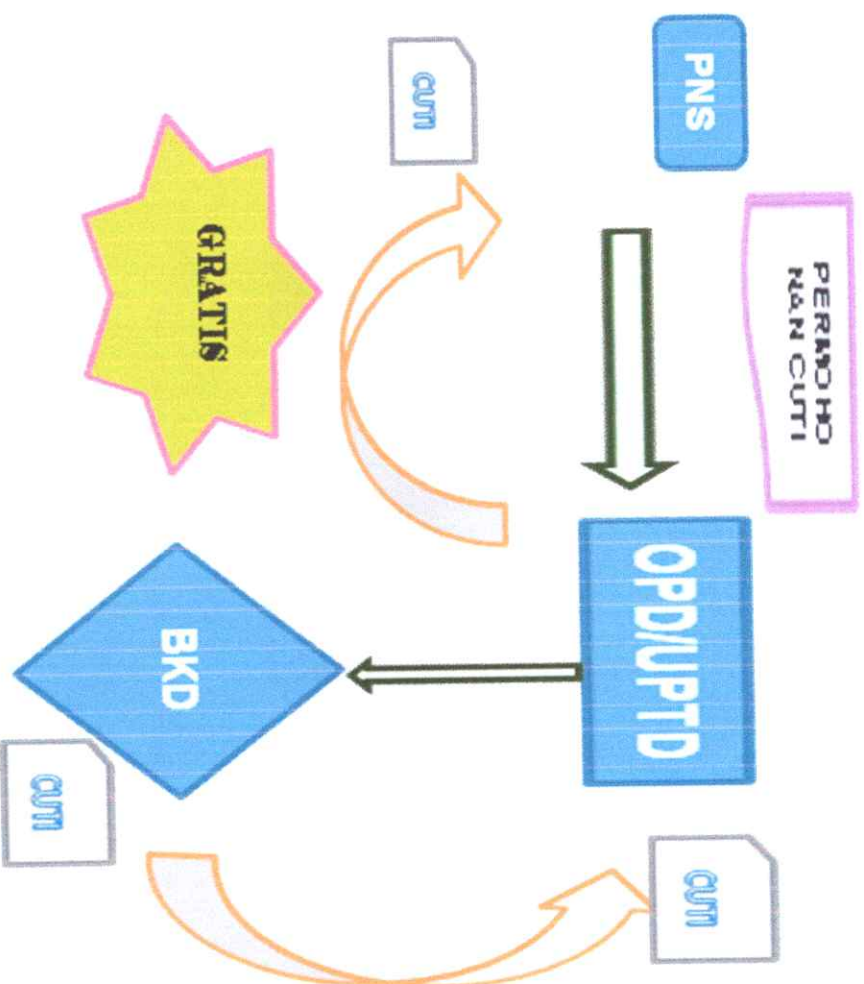 PERMOHO
NAN CUTI
PNS
OPD/UPTD
CUTI
CUTI
GRATIS
BKD
CUTI